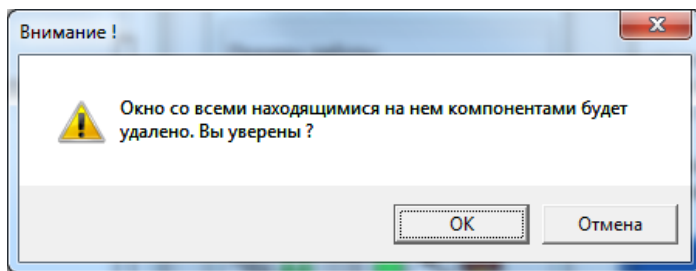 Внимание !
Окно со всеми находящимися на нем компонентами будет
удалено. Вы уверены ?
OK
Отмена